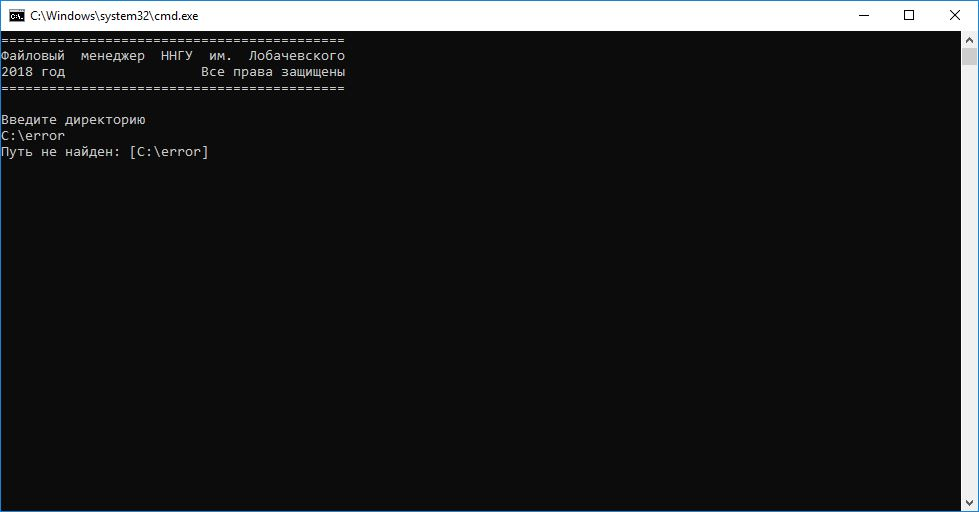 C:\Windows\system32\cmd.exe
===========================================
Файловый  менеджер  ННГУ  им.  Лобачевского
2018 год                 Все права защищены
===========================================
Введите директорию
C:\error
Путь не найден: [C:\error]